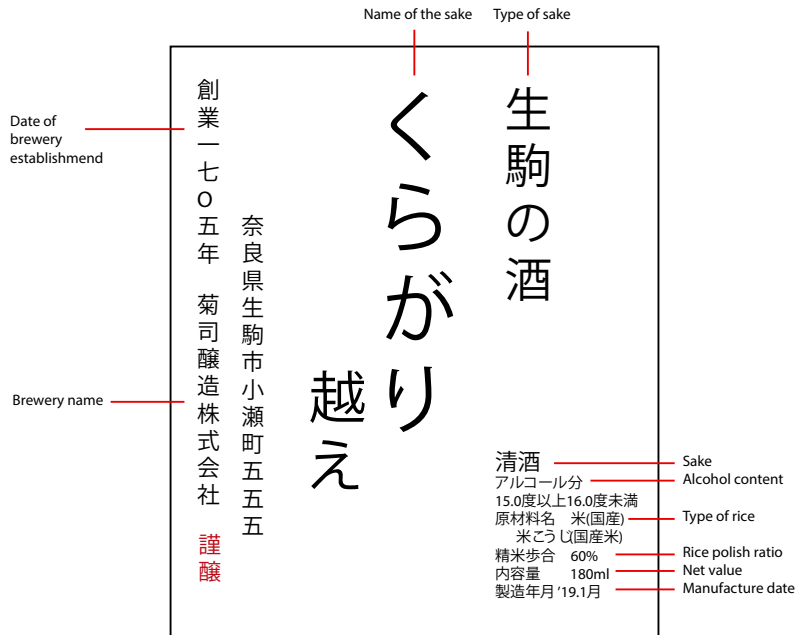 Name of the sake
Type of sake
生駒の酒
くらがり
越え
奈良県生駒市小瀬町五五五
創業一七O五年　菊司醸造株式会社　謹醸
Date of
brewery
establishmend
Brewery name
清酒
アルコール分
15.0度以上16.0度未満
原材料名　米(国産)
米こうじ(国産米)
精米歩合　60%
内容量　180ml
製造年月 '19.1月
Sake
Alcohol content
Type of rice
Rice polish ratio
Net value
Manufacture date